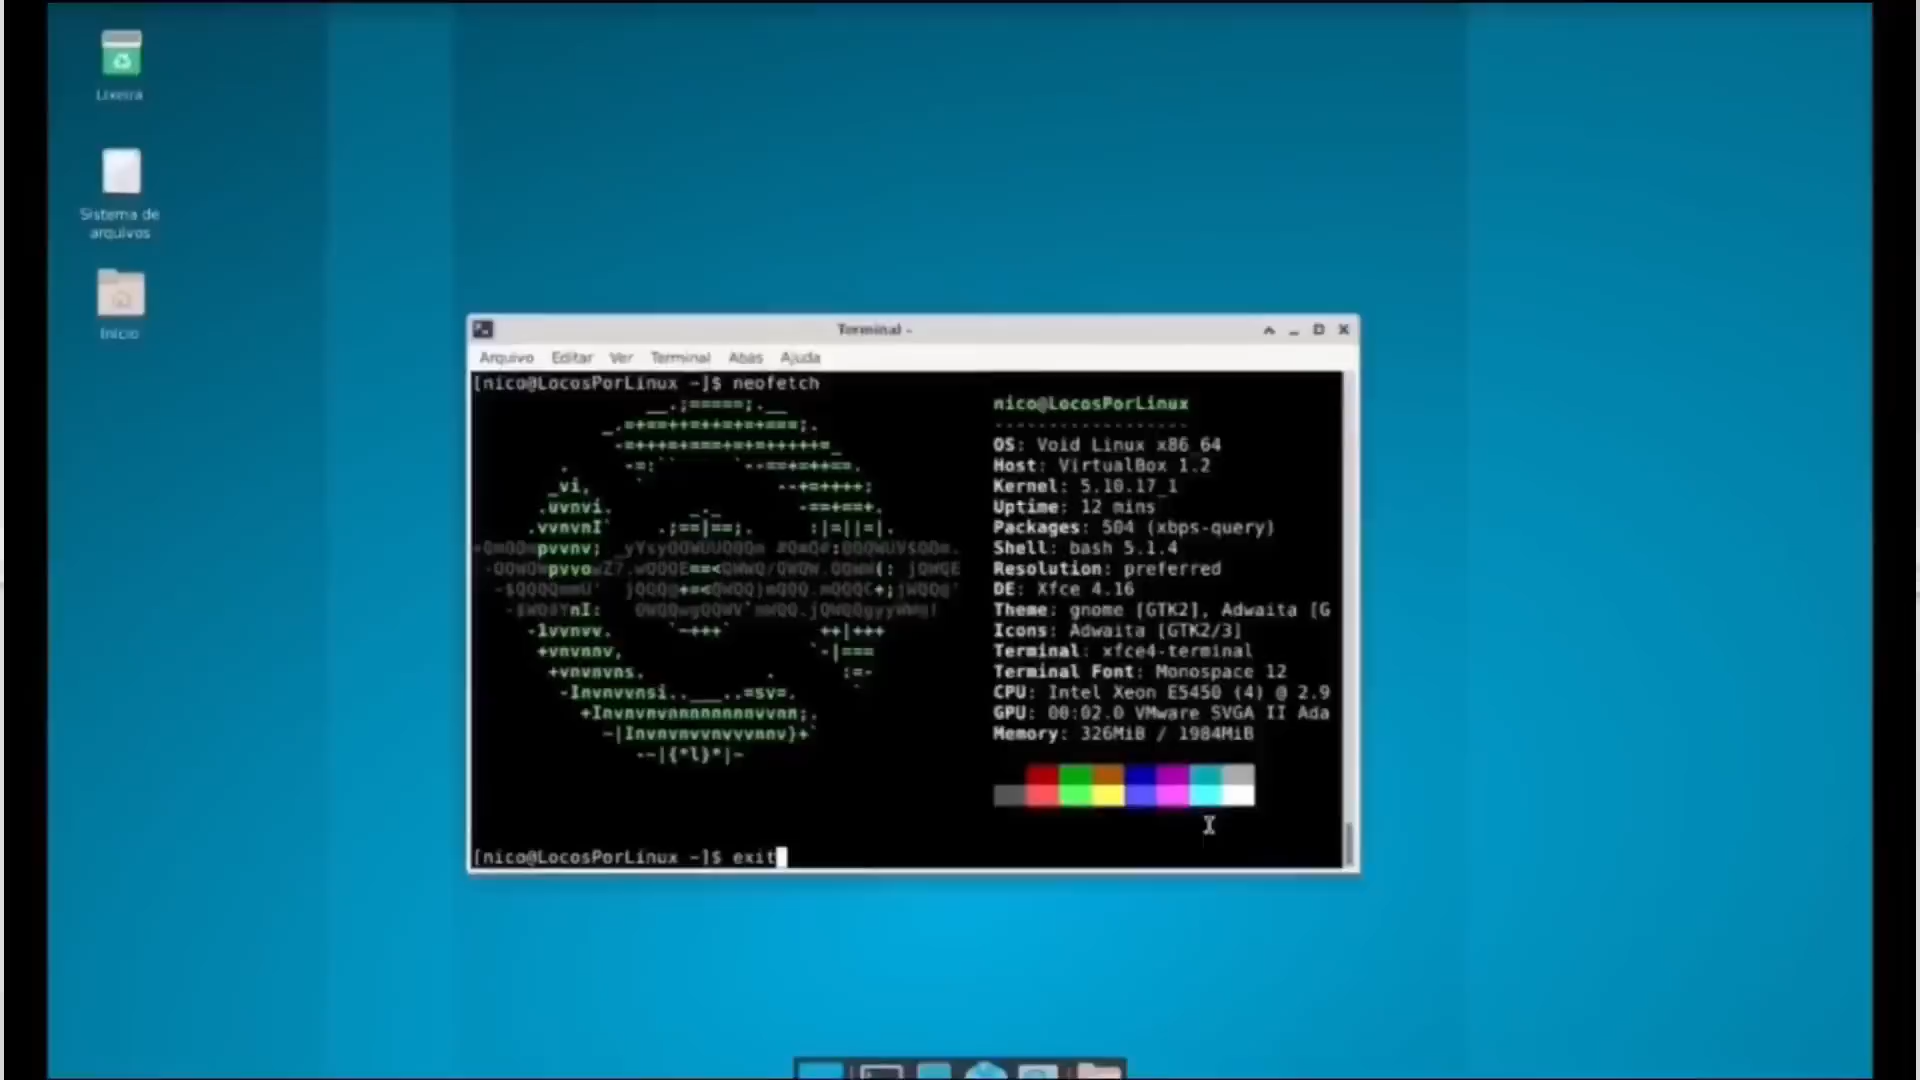 Lixeira
Sistema de
arquivos
Início
Terminal -
Arquivo Editar Ver Terminal Abas Ajuda
[nico@LocosPorLinux ~]$ neofetch
nico@LocosPorLinux
------------------
OS: Void Linux x86_64
Host: VirtualBox 1.2
Kernel: 5.10.17_1
Uptime: 12 mins
Packages: 504 (xbps-query)
Shell: bash 5.1.4
Resolution: preferred
DE: Xfce 4.16
Theme: gnome [GTK2], Adwaita [G
Icons: Adwaita [GTK2/3]
Terminal: xfce4-terminal
Terminal Font: Monospace 12
CPU: Intel Xeon E5450 (4) @ 2.9
GPU: 00:02.0 VMware SVGA II Ada
Memory: 326MiB / 1984MiB
[nico@LocosPorLinux ~]$ exit